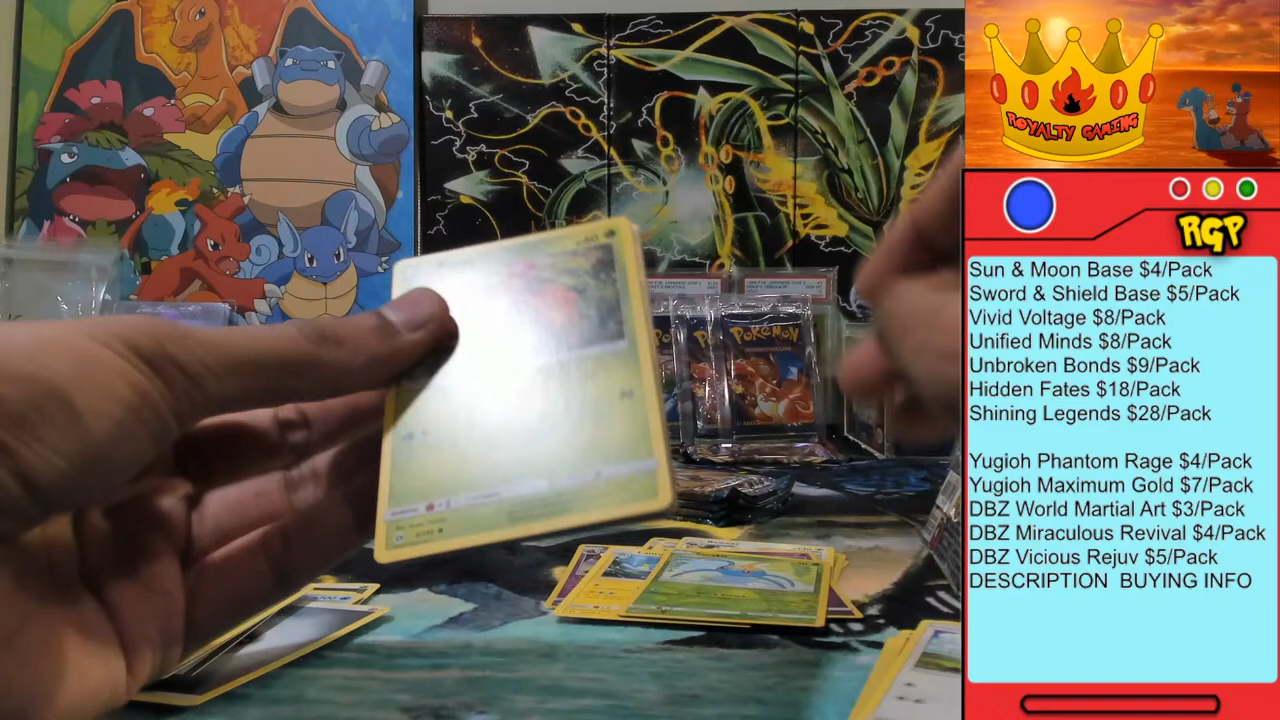 ROYALTY GAMING
RGP
Sun & Moon Base $4/Pack
Sword & Shield Base $5/Pack
Vivid Voltage $8/Pack
Unified Minds $8/Pack
Unbroken Bonds $9/Pack
Hidden Fates $18/Pack
Shining Legends $28/Pack
Yugioh Phantom Rage $4/Pack
Yugioh Maximum Gold $7/Pack
DBZ World Martial Art $3/Pack
DBZ Miraculous Revival $4/Pack
DBZ Vicious Rejuv $5/Pack
DESCRIPTION BUYING INFO
POKéMON